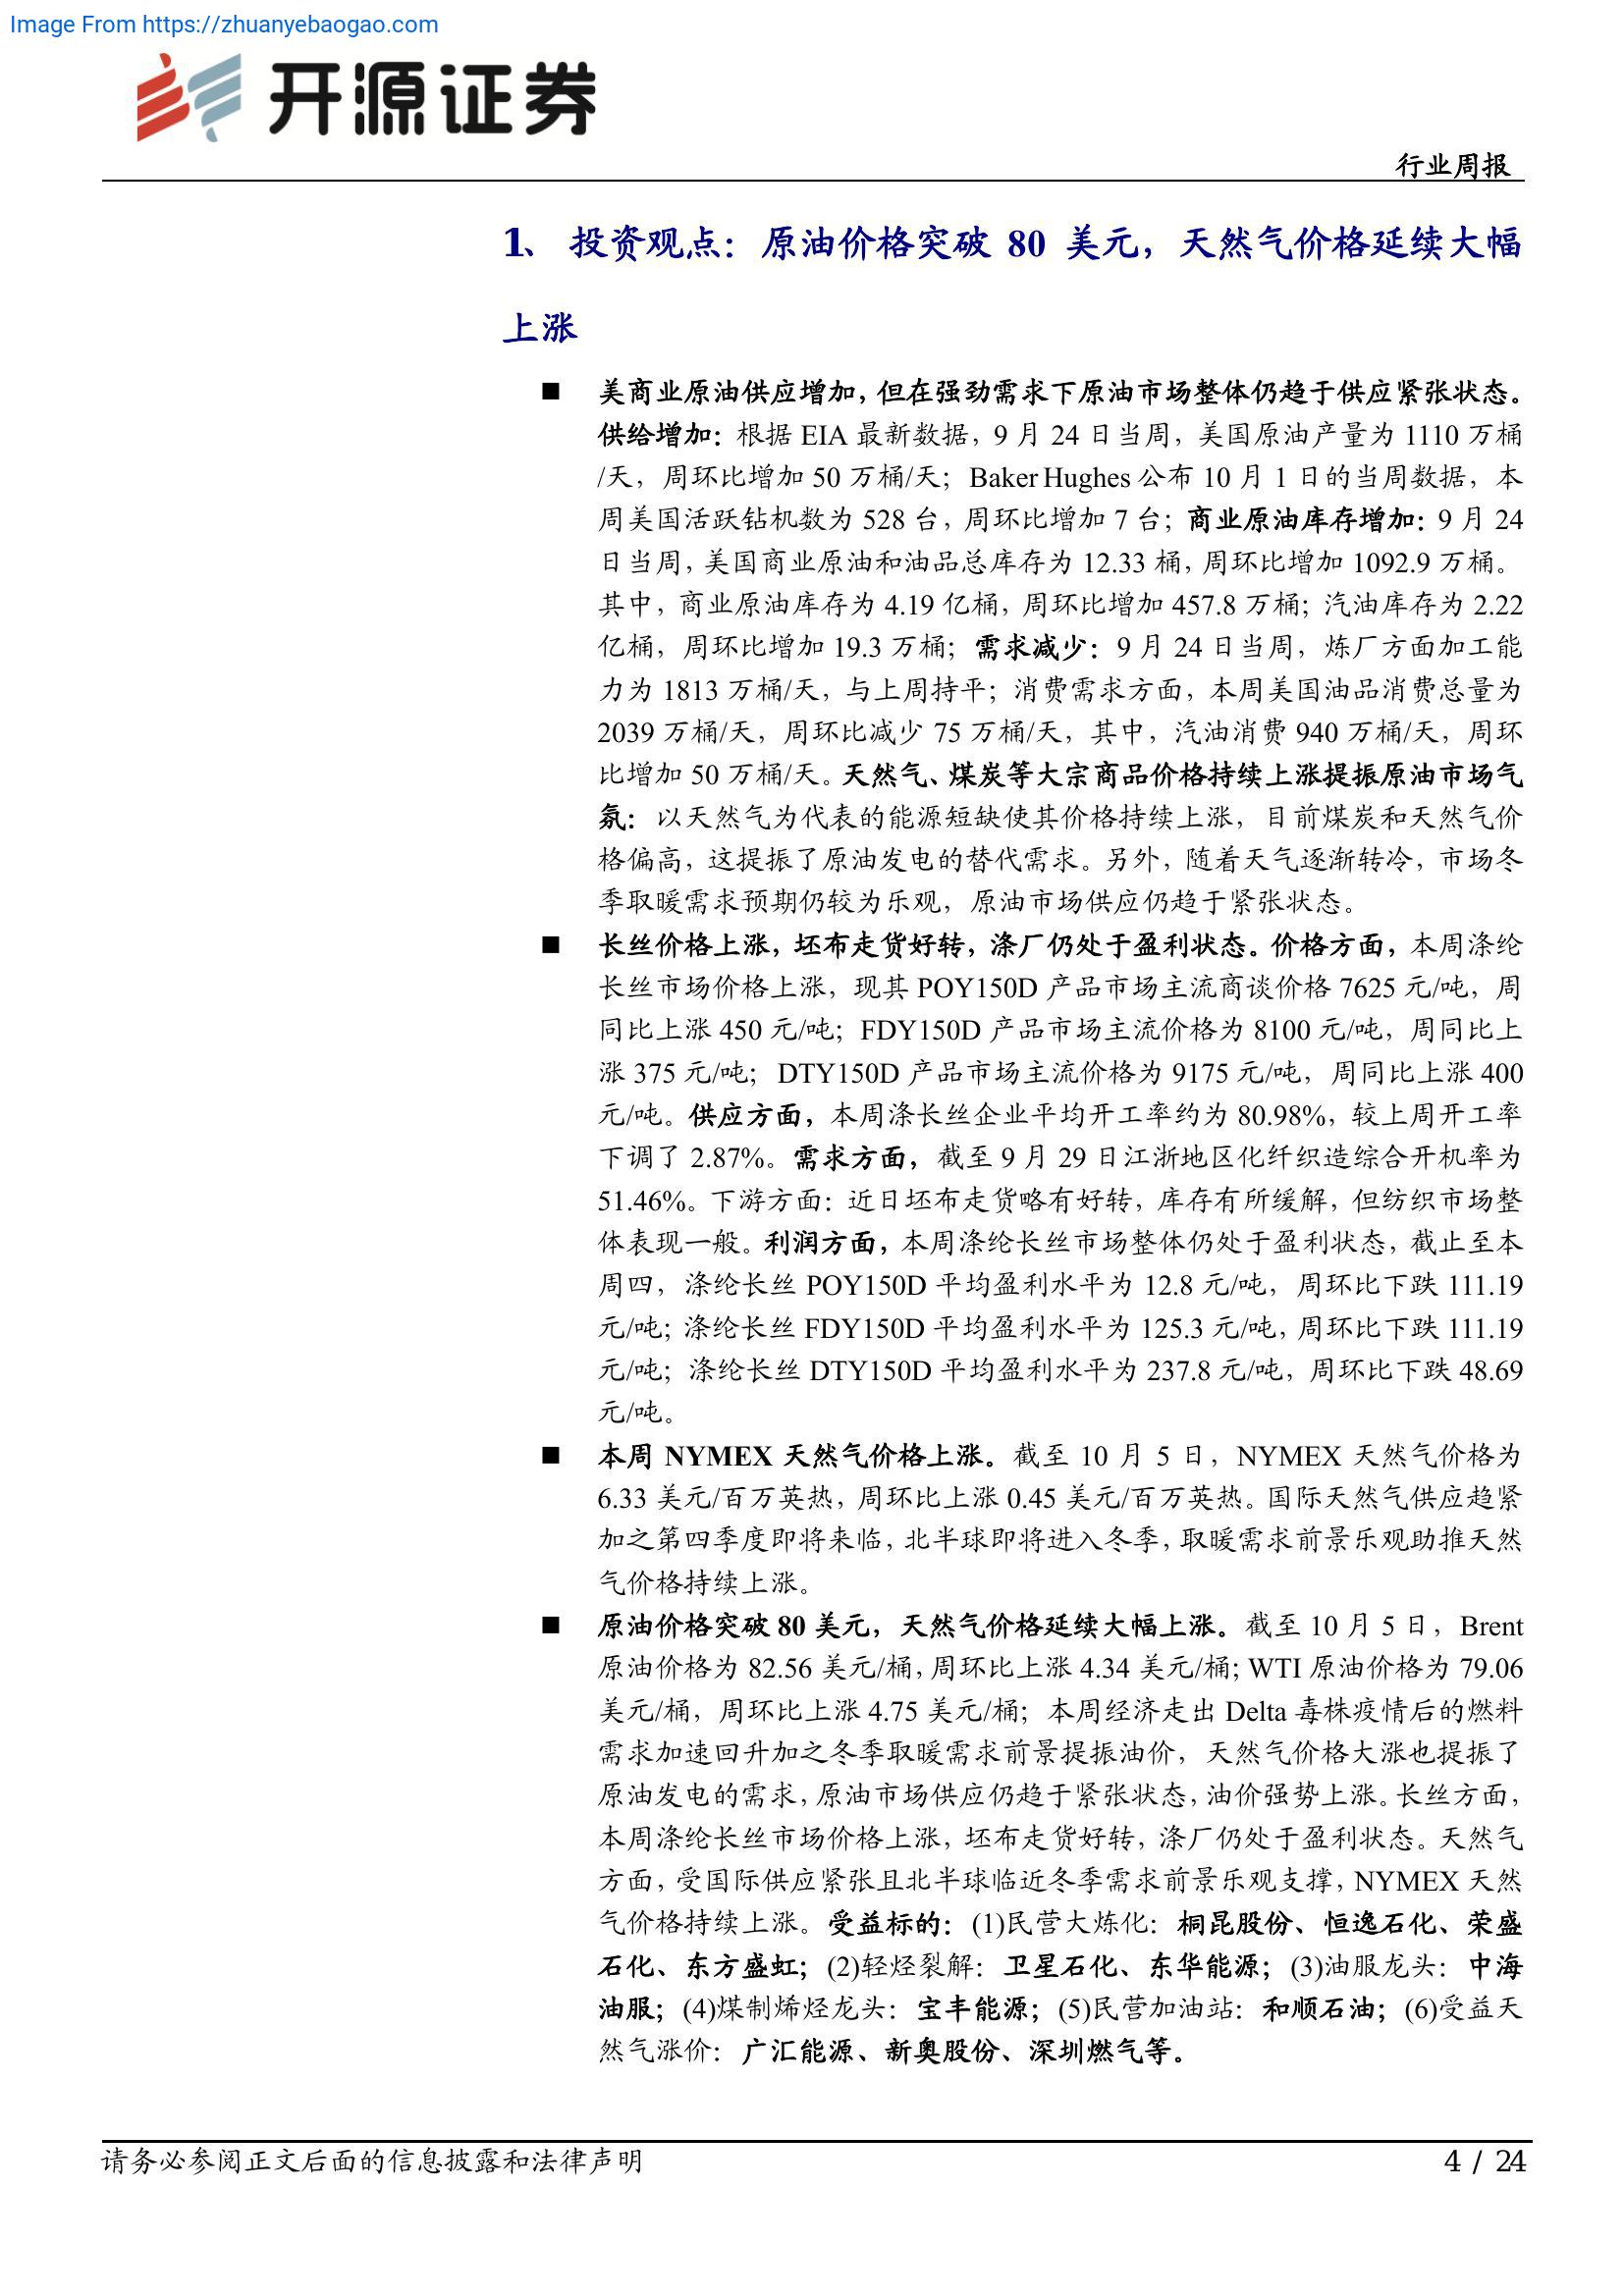 Image From https://zhuanyebaogao.com
开源证券
行业周报
1、 投资观点：原油价格突破 80 美元，天然气价格延续大幅
上涨
■ 美商业原油供应增加，但在强劲需求下原油市场整体仍趋于供应紧张状态。
供给增加：根据 EIA 最新数据，9 月 24 日当周，美国原油产量为 1110 万桶
/天，周环比增加 50 万桶/天；Baker Hughes 公布 10 月 1 日的当周数据，本
周美国活跃钻机数为 528 台，周环比增加 7 台；商业原油库存增加：9 月 24
日当周，美国商业原油和油品总库存为 12.33 桶，周环比增加 1092.9 万桶。
其中，商业原油库存为 4.19 亿桶，周环比增加 457.8 万桶；汽油库存为 2.22
亿桶，周环比增加 19.3 万桶；需求减少：9 月 24 日当周，炼厂方面加工能
力为 1813 万桶/天，与上周持平；消费需求方面，本周美国油品消费总量为
2039 万桶/天，周环比减少 75 万桶/天，其中，汽油消费 940 万桶/天，周环
比增加 50 万桶/天。天然气、煤炭等大宗商品价格持续上涨提振原油市场气
氛：以天然气为代表的能源短缺使其价格持续上涨，目前煤炭和天然气价
格偏高，这提振了原油发电的替代需求。另外，随着天气逐渐转冷，市场冬
季取暖需求预期仍较为乐观，原油市场供应仍趋于紧张状态。
■ 长丝价格上涨，坯布走货好转，涤厂仍处于盈利状态。价格方面，本周涤纶
长丝市场价格上涨，现其 POY150D 产品市场主流商谈价格 7625 元/吨，周
同比上涨 450 元/吨；FDY150D 产品市场主流价格为 8100 元/吨，周同比上
涨 375 元/吨；DTY150D 产品市场主流价格为 9175 元/吨，周同比上涨 400
元/吨。供应方面，本周涤长丝企业平均开工率约为 80.98%，较上周开工率
下调了 2.87%。需求方面，截至 9 月 29 日江浙地区化纤织造综合开机率为
51.46%。下游方面：近日坯布走货略有好转，库存有所缓解，但纺织市场整
体表现一般。利润方面，本周涤纶长丝市场整体仍处于盈利状态，截止至本
周四，涤纶长丝 POY150D 平均盈利水平为 12.8 元/吨，周环比下跌 111.19
元/吨；涤纶长丝 FDY150D 平均盈利水平为 125.3 元/吨，周环比下跌 111.19
元/吨；涤纶长丝 DTY150D 平均盈利水平为 237.8 元/吨，周环比下跌 48.69
元/吨。
■ 本周 NYMEX 天然气价格上涨。截至 10 月 5 日，NYMEX 天然气价格为
6.33 美元/百万英热，周环比上涨 0.45 美元/百万英热。国际天然气供应趋紧
加之第四季度即将来临，北半球即将进入冬季，取暖需求前景乐观助推天然
气价格持续上涨。
■ 原油价格突破 80 美元，天然气价格延续大幅上涨。截至 10 月 5 日，Brent
原油价格为 82.56 美元/桶，周环比上涨 4.34 美元/桶；WTI 原油价格为 79.06
美元/桶，周环比上涨 4.75 美元/桶；本周经济走出 Delta 毒株疫情后的燃料
需求加速回升加之冬季取暖需求前景提振油价，天然气价格大涨也提振了
原油发电的需求，原油市场供应仍趋于紧张状态，油价强势上涨。长丝方面，
本周涤纶长丝市场价格上涨，坯布走货好转，涤厂仍处于盈利状态。天然气
方面，受国际供应紧张且北半球临近冬季需求前景乐观支撑，NYMEX 天然
气价格持续上涨。受益标的：(1)民营大炼化：桐昆股份、恒逸石化、荣盛
石化、东方盛虹；(2)轻烃裂解：卫星石化、东华能源；(3)油服龙头：中海
油服；(4)煤制烯烃龙头：宝丰能源；(5)民营加油站：和顺石油；(6)受益天
然气涨价：广汇能源、新奥股份、深圳燃气等。
请务必参阅正文后面的信息披露和法律声明
4 / 24